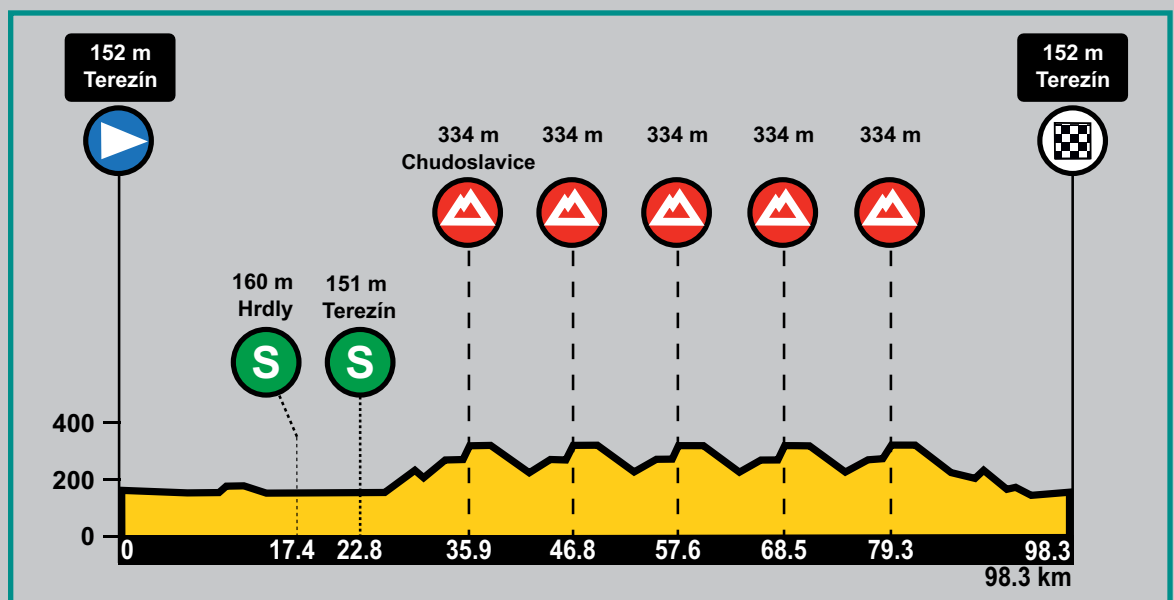 152 m
Terezín
152 m
Terezín
334 m
Chudoslavice
334 m
334 m
334 m
334 m
160 m
Hrdly
151 m
Terezín
S
S
400
200
0
0 17.4 22.8 35.9 46.8 57.6 68.5 79.3 98.3
98.3 km